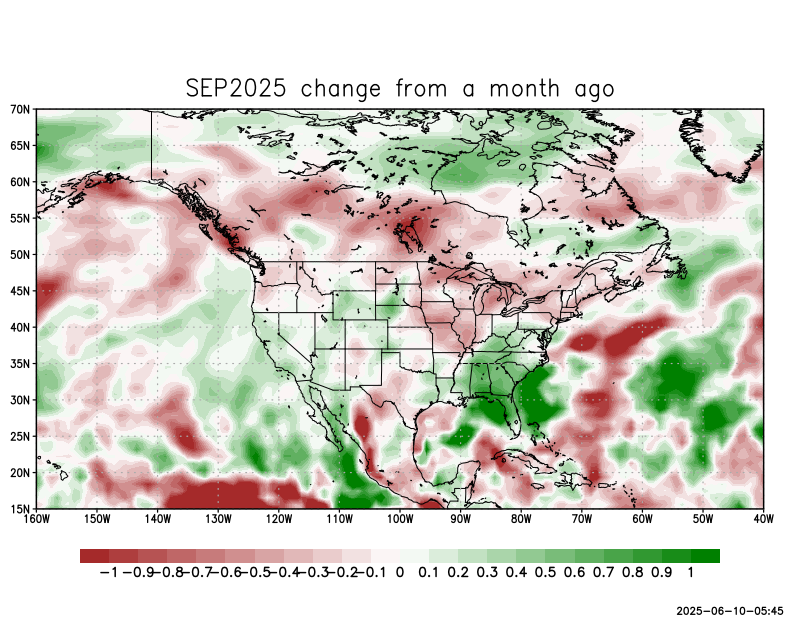 SEP2025 change from a month ago
70N
65N
60N
55N
50N
45N
40N
35N
30N
25N
20N
15N
160W 150W 140W 130W 120W 110W 100W 90W 80W 70W 60W 50W 40W
-1 -0.9 -0.8 -0.7 -0.6 -0.5 -0.4 -0.3 -0.2 -0.1 0 0.1 0.2 0.3 0.4 0.5 0.6 0.7 0.8 0.9 1
2025-06-10-05:45